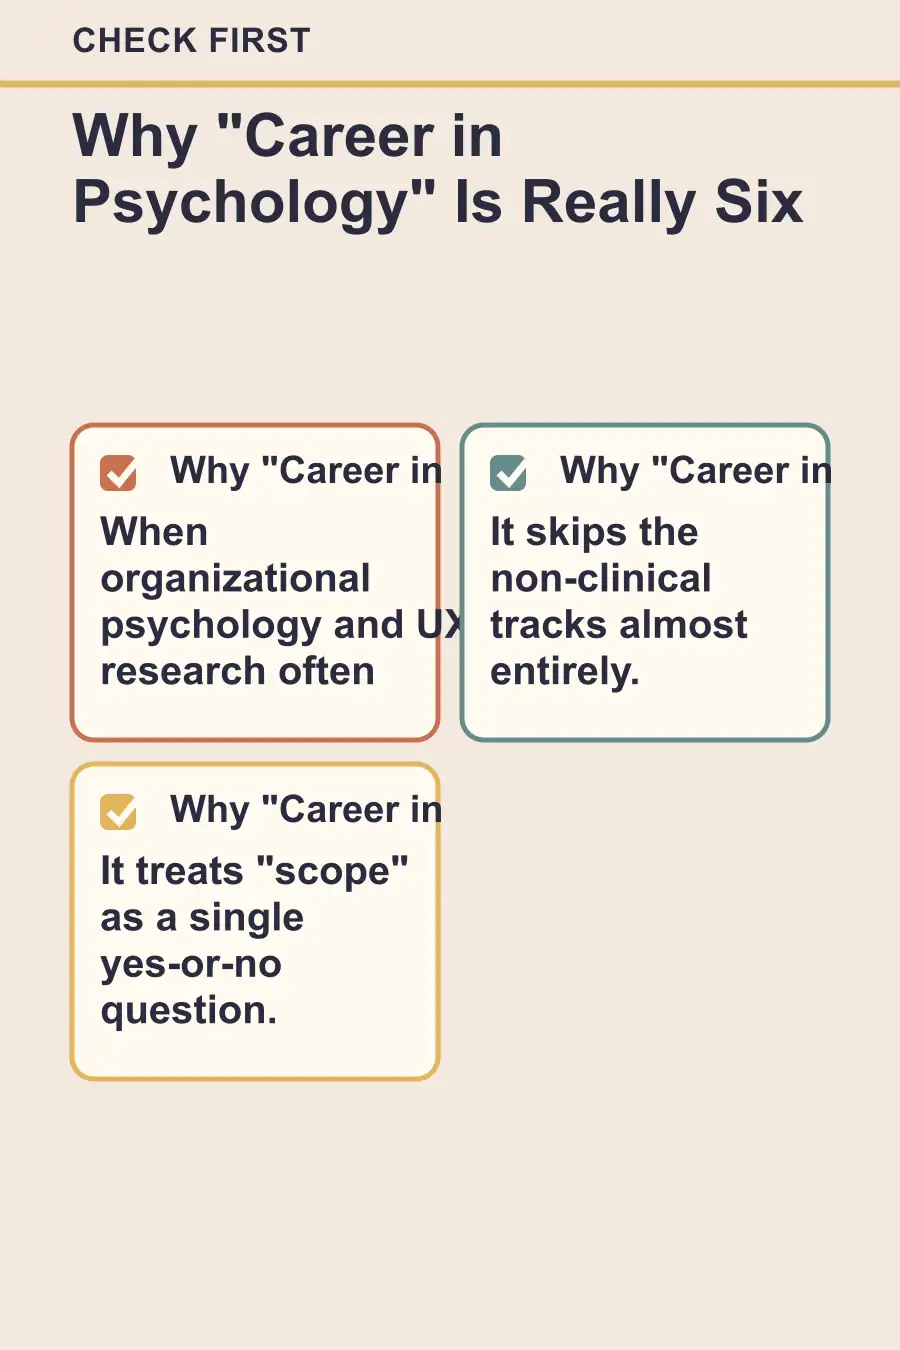 CHECK FIRST
Why "Career in
Psychology" Is Really Six
Why "Career in
When
organizational
psychology and UX
research often
Why "Career in
It skips the
non-clinical
tracks almost
entirely.
Why "Career in
It treats "scope"
as a single
yes-or-no
question.